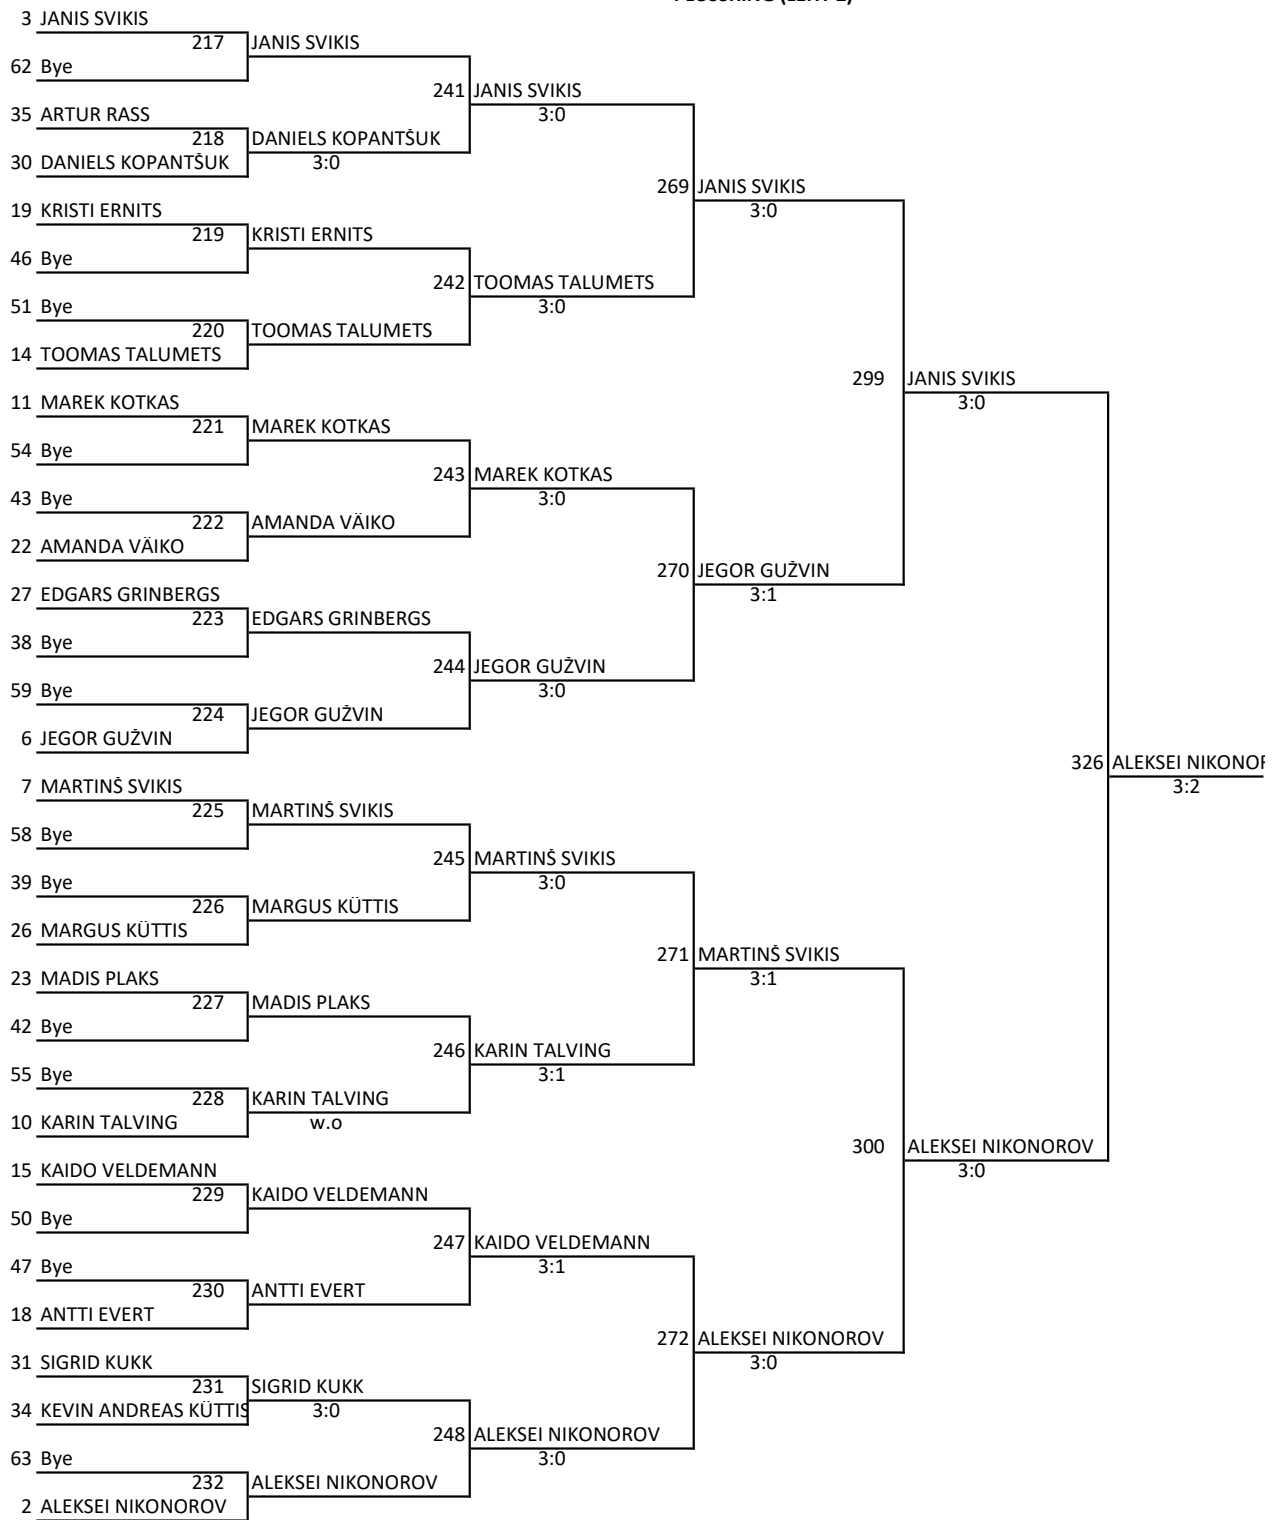 3 JANIS SVIKIS
217 JANIS SVIKIS
62 Bye
241 JANIS SVIKIS
35 ARTUR RASS
3:0
218 DANIELS KOPANTŠUK
30 DANIELS KOPANTŠUK
3:0
269 JANIS SVIKIS
19 KRISTI ERNITS
3:0
219 KRISTI ERNITS
46 Bye
242 TOOMAS TALUMETS
51 Bye
3:0
220 TOOMAS TALUMETS
14 TOOMAS TALUMETS
299 JANIS SVIKIS
11 MAREK KOTKAS
3:0
221 MAREK KOTKAS
54 Bye
243 MAREK KOTKAS
43 Bye
3:0
222 AMANDA VÄIKO
22 AMANDA VÄIKO
270 JEGOR GUŽVIN
27 EDGARS GRINBERGS
3:1
223 EDGARS GRINBERGS
38 Bye
244 JEGOR GUŽVIN
59 Bye
3:0
224 JEGOR GUŽVIN
6 JEGOR GUŽVIN
326 ALEKSEI NIKONOR
7 MARTINŠ SVIKIS
3:2
225 MARTINŠ SVIKIS
58 Bye
245 MARTINŠ SVIKIS
39 Bye
3:0
226 MARGUS KÜTTIS
26 MARGUS KÜTTIS
271 MARTINŠ SVIKIS
23 MADIS PLAKS
3:1
227 MADIS PLAKS
42 Bye
246 KARIN TALVING
55 Bye
3:1
228 KARIN TALVING
10 KARIN TALVING
w.o
300 ALEKSEI NIKONOROV
15 KAIDO VELDEMANN
3:0
229 KAIDO VELDEMANN
50 Bye
247 KAIDO VELDEMANN
47 Bye
3:1
230 ANTTI EVERT
18 ANTTI EVERT
272 ALEKSEI NIKONOROV
31 SIGRID KUKK
3:0
231 SIGRID KUKK
34 KEVIN ANDREAS KÜTTIS
3:0
248 ALEKSEI NIKONOROV
63 Bye
3:0
232 ALEKSEI NIKONOROV
2 ALEKSEI NIKONOROV